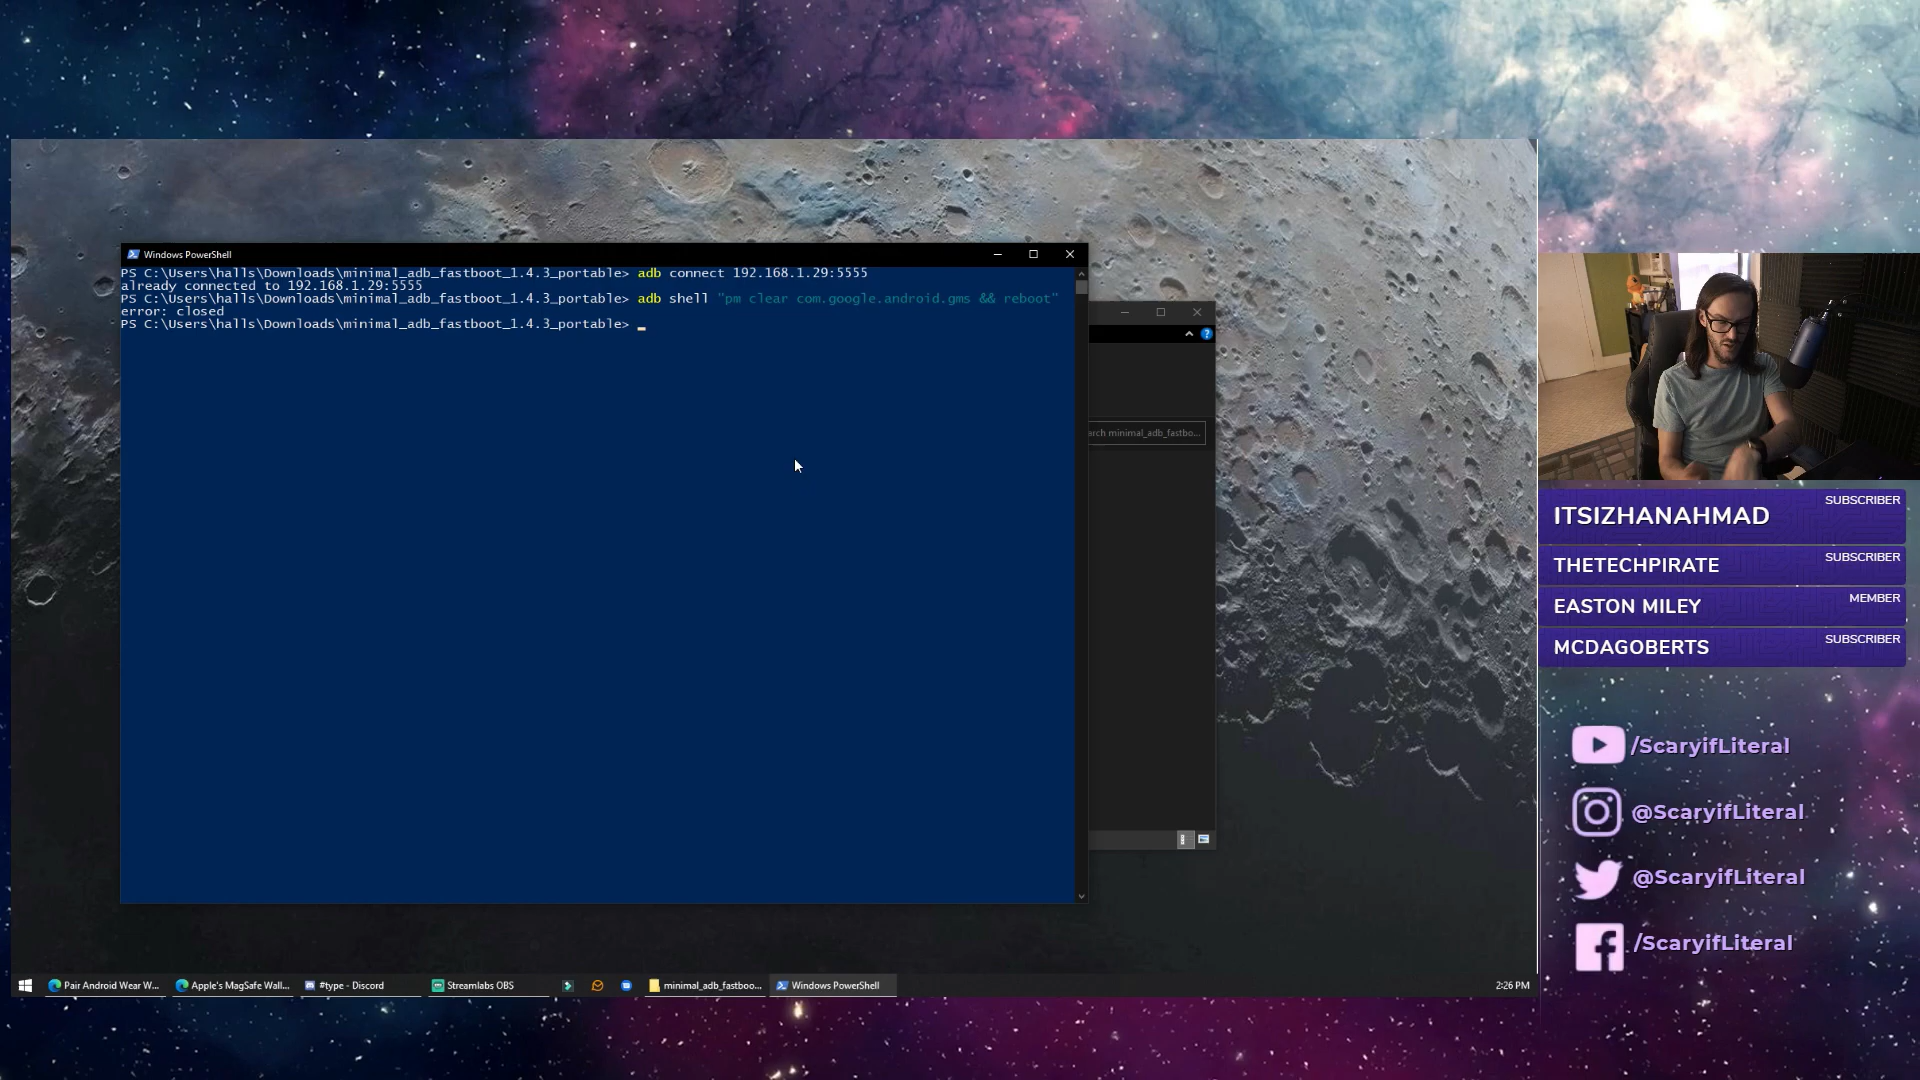 Windows PowerShell
PS C:\Users\halls\Downloads\minimal_adb_fastboot_1.4.3_portable> adb connect 192.168.1.29:5555
already connected to 192.168.1.29:5555
PS C:\Users\halls\Downloads\minimal_adb_fastboot_1.4.3_portable> adb shell "pm clear com.google.android.gms && reboot"
error: closed
PS C:\Users\halls\Downloads\minimal_adb_fastboot_1.4.3_portable> _
arch minimal_adb_fastbo...
SUBSCRIBER
ITSIZHANAHMAD
SUBSCRIBER
THETECHPIRATE
MEMBER
EASTON MILEY
SUBSCRIBER
MCDAGOBERTS
/ScaryifLiteral
@ScaryifLiteral
@ScaryifLiteral
/ScaryifLiteral
Pair Android Wear W...
Apple's MagSafe Wall...
#type - Discord
Streamlabs OBS
minimal_adb_fastboo...
Windows PowerShell
2:26 PM